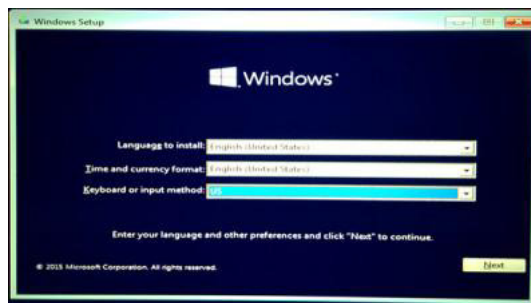 Windows Setup
Windows
Language to install: English (United States)
Time and currency format: English (United States)
Keyboard or input method: US
Enter your language and other preferences and click "Next" to continue.
© 2015 Microsoft Corporation. All rights reserved.
Next